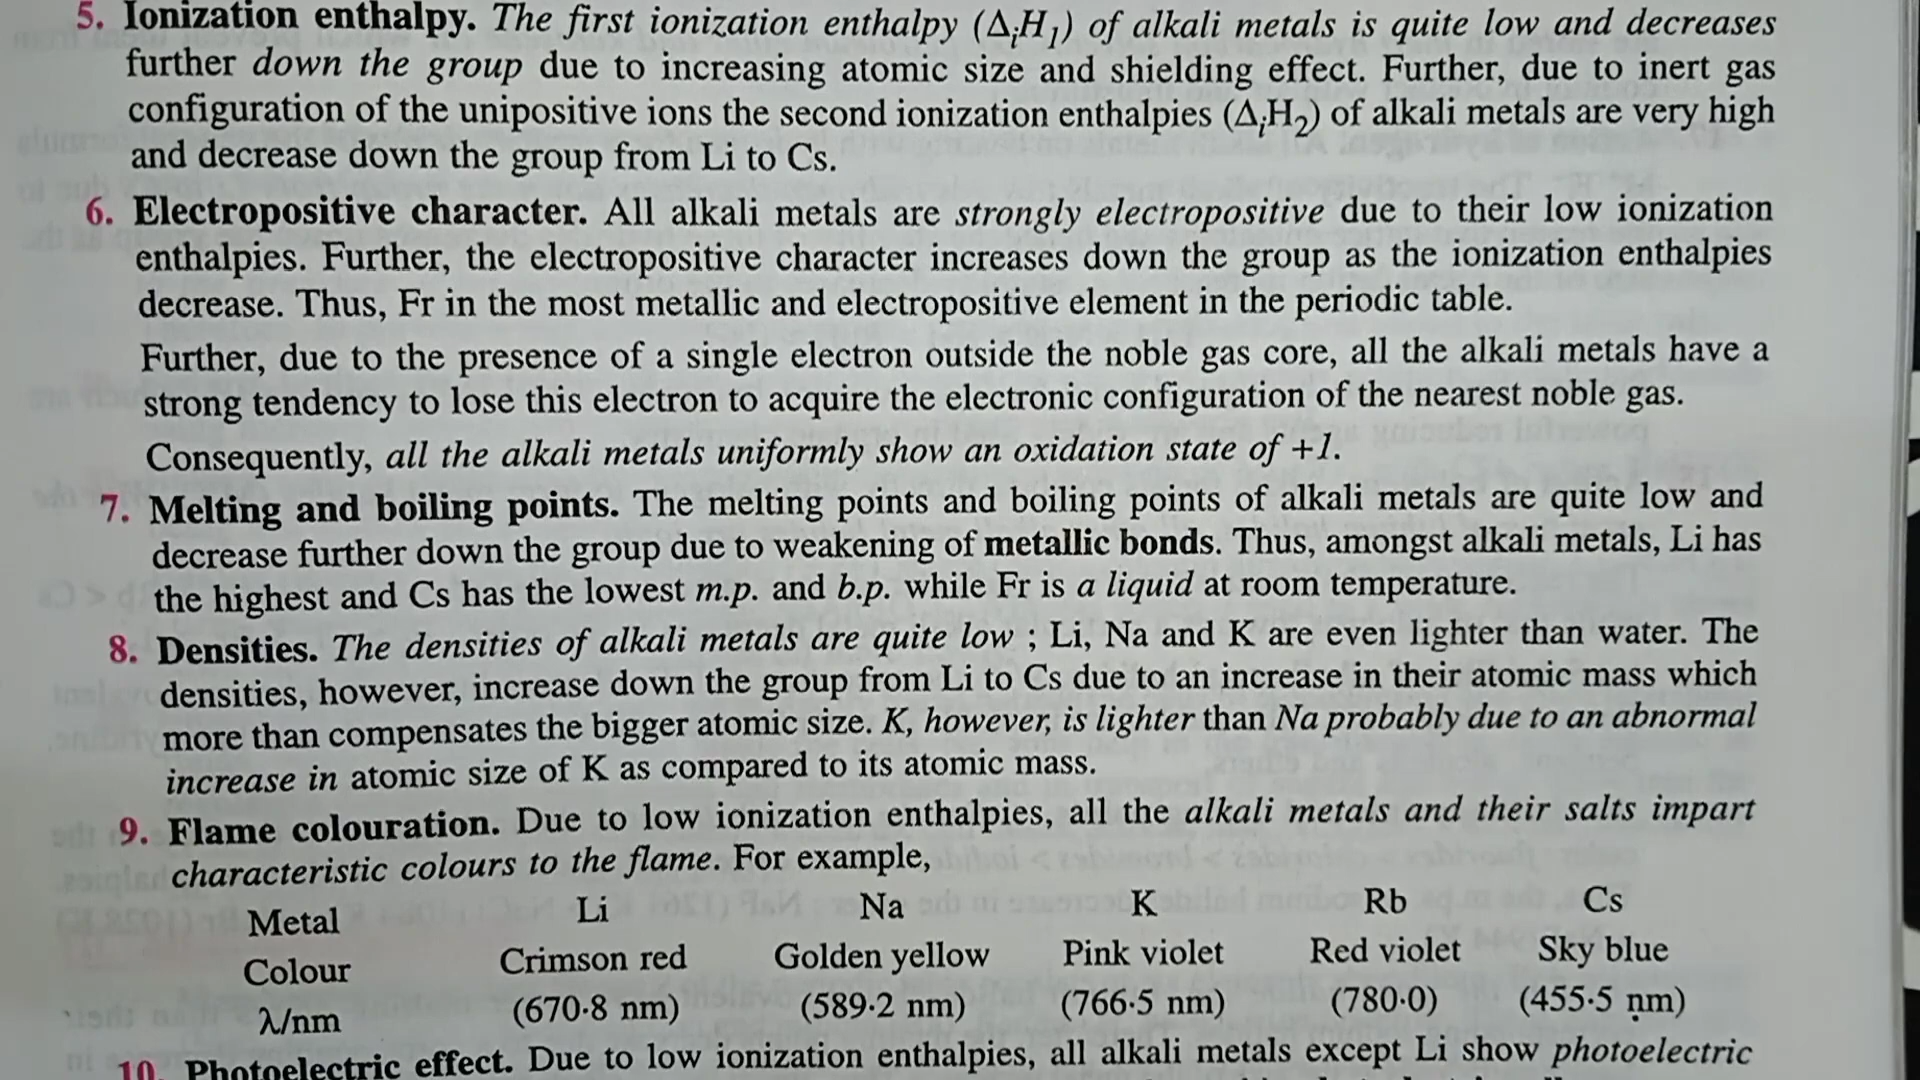 5. Ionization enthalpy. The first ionization enthalpy (ΔᵢH₁) of alkali metals is quite low and decreases
further down the group due to increasing atomic size and shielding effect. Further, due to inert gas
configuration of the unipositive ions the second ionization enthalpies (ΔᵢH₂) of alkali metals are very high
and decrease down the group from Li to Cs.
6. Electropositive character. All alkali metals are strongly electropositive due to their low ionization
enthalpies. Further, the electropositive character increases down the group as the ionization enthalpies
decrease. Thus, Fr in the most metallic and electropositive element in the periodic table.
Further, due to the presence of a single electron outside the noble gas core, all the alkali metals have a
strong tendency to lose this electron to acquire the electronic configuration of the nearest noble gas.
Consequently, all the alkali metals uniformly show an oxidation state of +1.
7. Melting and boiling points. The melting points and boiling points of alkali metals are quite low and
decrease further down the group due to weakening of metallic bonds. Thus, amongst alkali metals, Li has
the highest and Cs has the lowest m.p. and b.p. while Fr is a liquid at room temperature.
8. Densities. The densities of alkali metals are quite low ; Li, Na and K are even lighter than water. The
densities, however, increase down the group from Li to Cs due to an increase in their atomic mass which
more than compensates the bigger atomic size. K, however, is lighter than Na probably due to an abnormal
increase in atomic size of K as compared to its atomic mass.
9. Flame colouration. Due to low ionization enthalpies, all the alkali metals and their salts impart
characteristic colours to the flame. For example,
Metal Li Na K Rb Cs
Colour Crimson red Golden yellow Pink violet Red violet Sky blue
λ/nm (670·8 nm) (589·2 nm) (766·5 nm) (780·0) (455·5 nm)
10. Photoelectric effect. Due to low ionization enthalpies, all alkali metals except Li show photoelectric